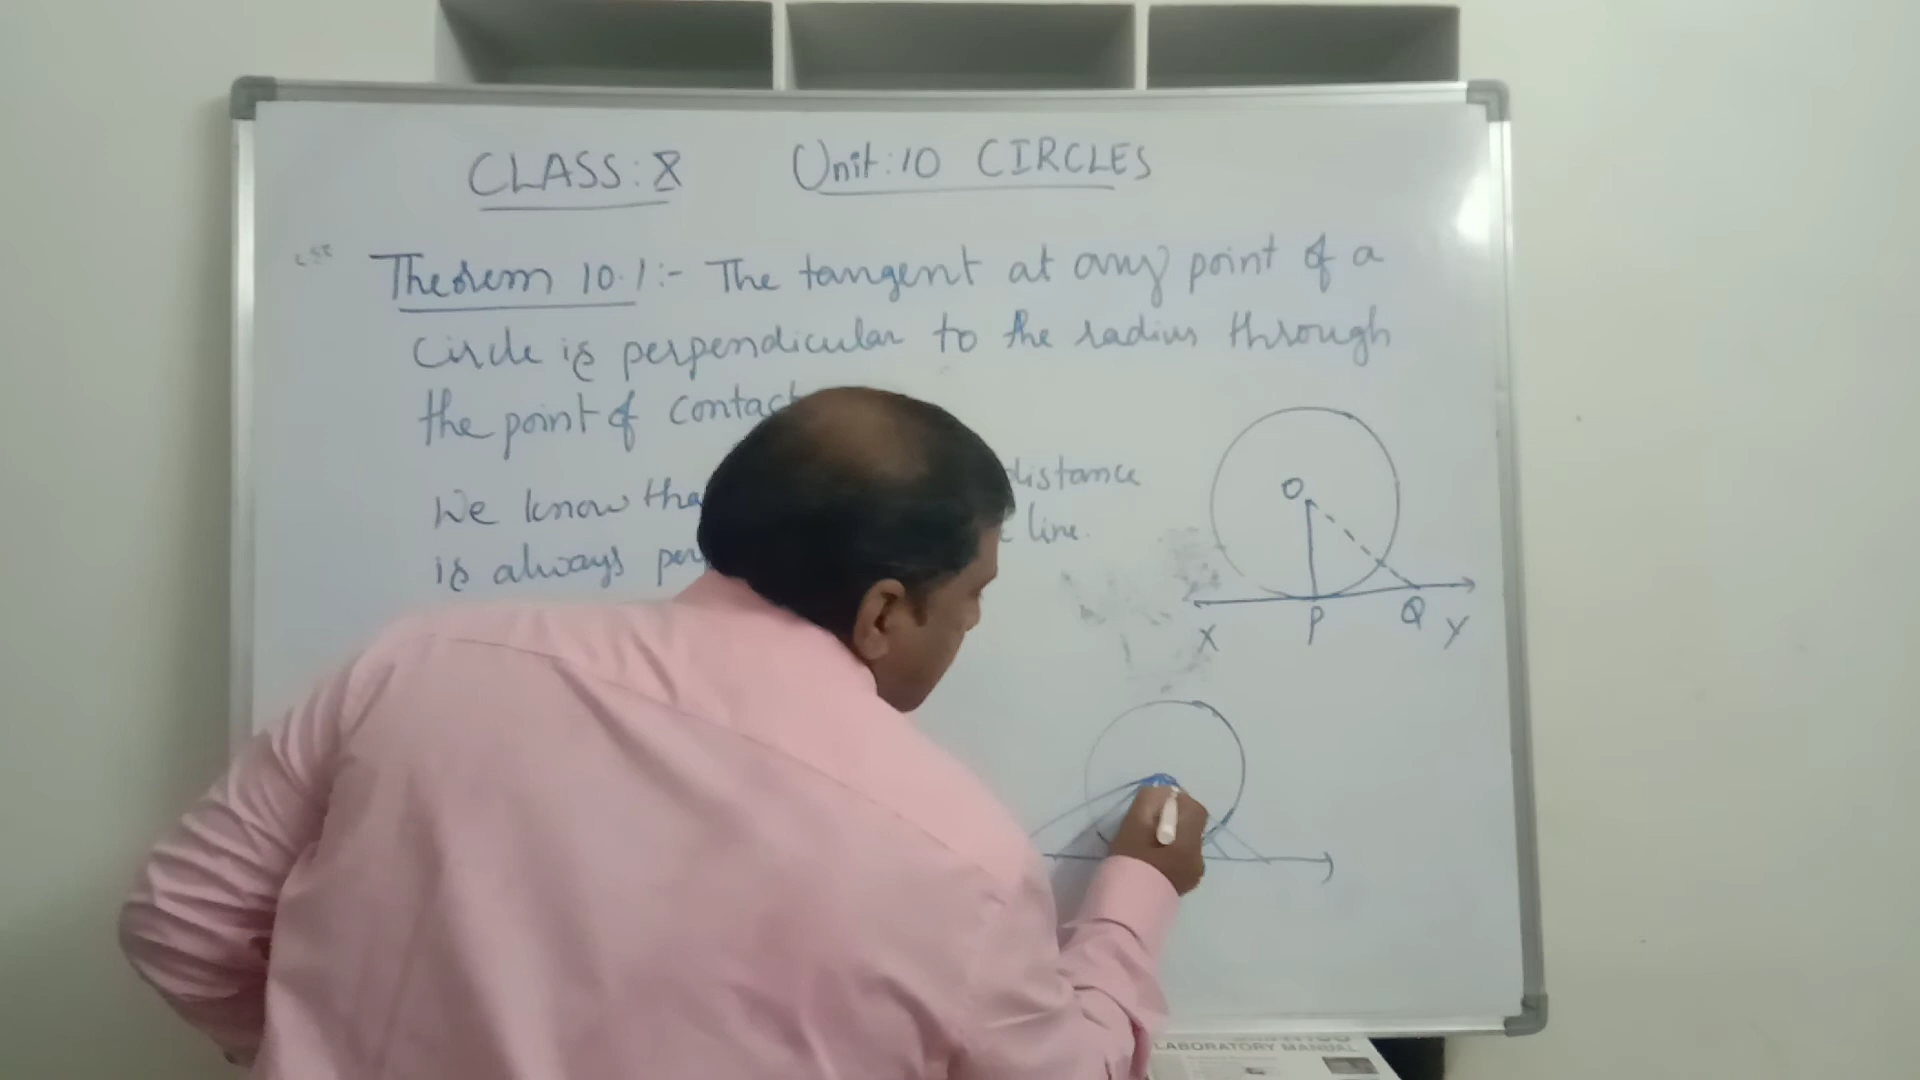 CLASS: X Unit: 10 CIRCLES
Theorem 10.1:- The tangent at any point of a
Circle is perpendicular to the radius through
the point of contact
We know tha distance
is always per line.
O
P Q
X Y
LABORATORY MANUAL